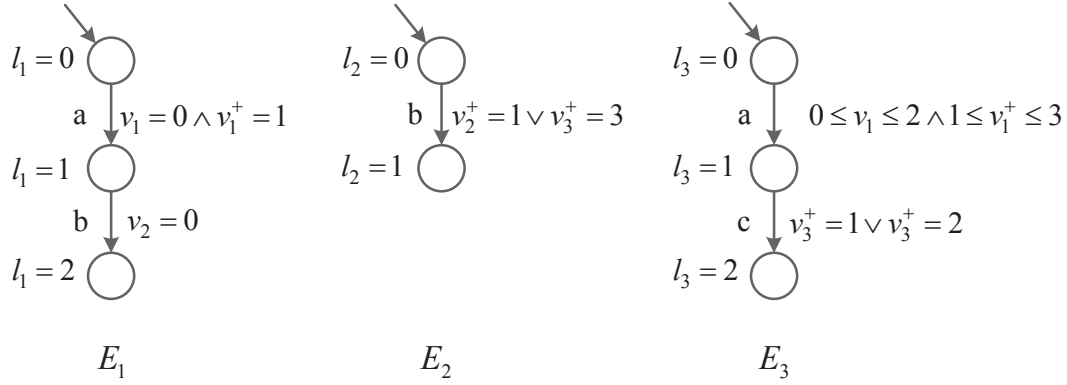 l₁ = 0
a v₁ = 0 ∧ v₁⁺ = 1
l₁ = 1
b v₂ = 0
l₁ = 2
E₁
l₂ = 0
b v₂⁺ = 1 ∨ v₃⁺ = 3
l₂ = 1
E₂
l₃ = 0
a 0 ≤ v₁ ≤ 2 ∧ 1 ≤ v₁⁺ ≤ 3
l₃ = 1
c v₃⁺ = 1 ∨ v₃⁺ = 2
l₃ = 2
E₃